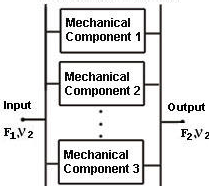 Mechanical
Component 1
Mechanical
Component 2
Input
F1,V2
Output
F2,V2
Mechanical
Component 3